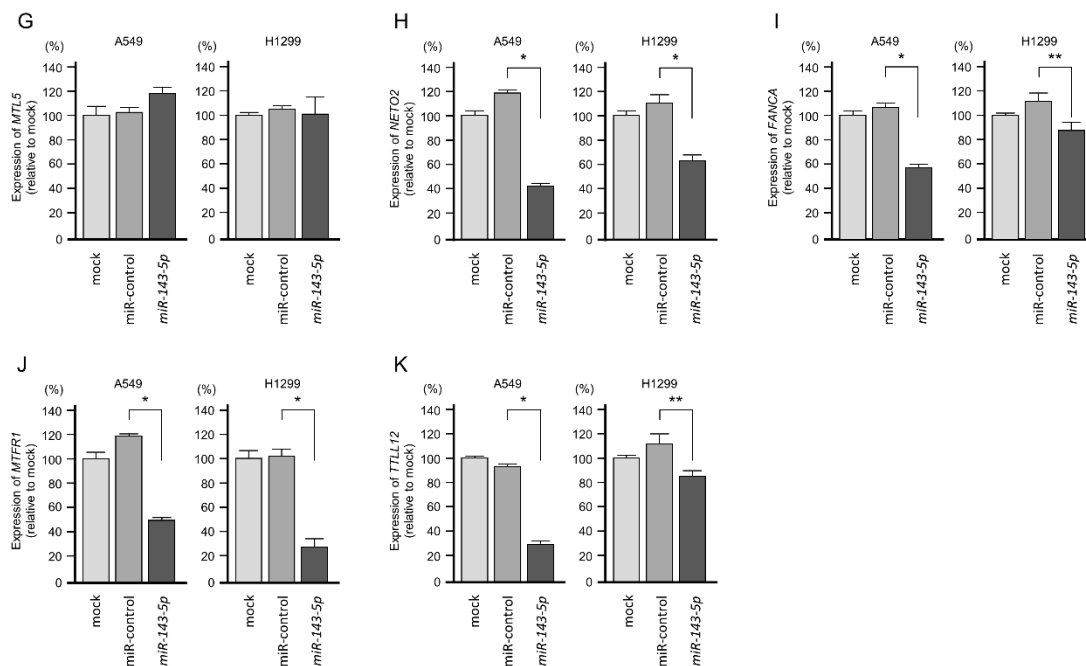 G
(%)
A549
140
120
100
80
60
40
20
0
Expression of MTL5
(relative to mock)
mock
miR-control
miR-143-5p
(%)
H1299
140
120
100
80
60
40
20
0
mock
miR-control
miR-143-5p
H
(%)
A549
*
140
120
100
80
60
40
20
0
Expression of NETO2
(relative to mock)
mock
miR-control
miR-143-5p
(%)
H1299
*
140
120
100
80
60
40
20
0
mock
miR-control
miR-143-5p
I
(%)
A549
*
140
120
100
80
60
40
20
0
Expression of FANCA
(relative to mock)
mock
miR-control
miR-143-5p
(%)
H1299
**
140
120
100
80
60
40
20
0
mock
miR-control
miR-143-5p
J
(%)
A549
*
140
120
100
80
60
40
20
0
Expression of MTFR1
(relative to mock)
mock
miR-control
miR-143-5p
(%)
H1299
*
140
120
100
80
60
40
20
0
mock
miR-control
miR-143-5p
K
(%)
A549
*
140
120
100
80
60
40
20
0
Expression of TTLL12
(relative to mock)
mock
miR-control
miR-143-5p
(%)
H1299
**
140
120
100
80
60
40
20
0
mock
miR-control
miR-143-5p